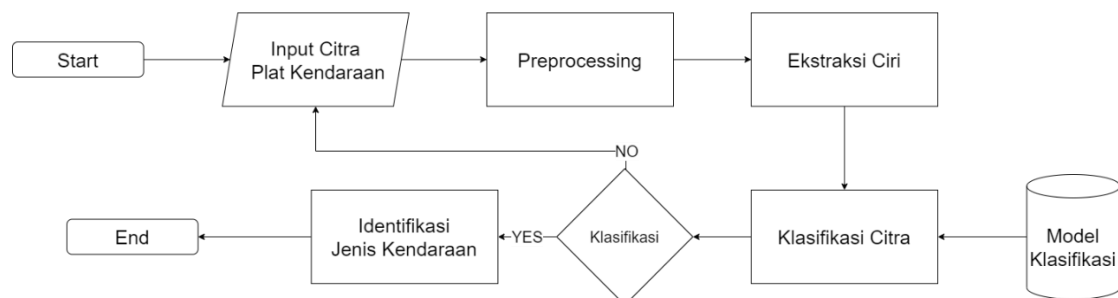 Start
Input Citra
Plat Kendaraan
Preprocessing
Ekstraksi Ciri
NO
End
Identifikasi
Jenis Kendaraan
YES
Klasifikasi
Klasifikasi Citra
Model
Klasifikasi